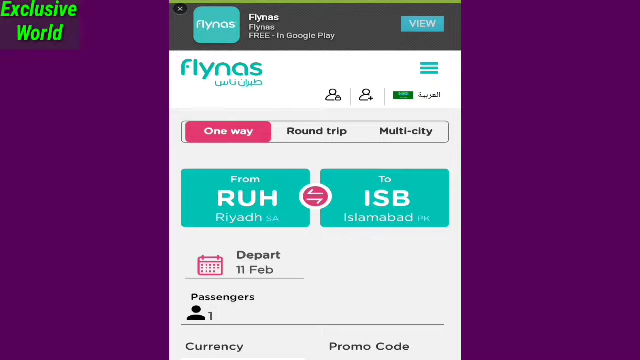 Exclusive
World
flynas
Flynas
Flynas
FREE - In Google Play
VIEW
flynas
طيران ناس
العربية
One way
Round trip
Multi-city
From
RUH
Riyadh SA
To
ISB
Islamabad PK
Depart
11 Feb
Passengers
1
Currency
Promo Code